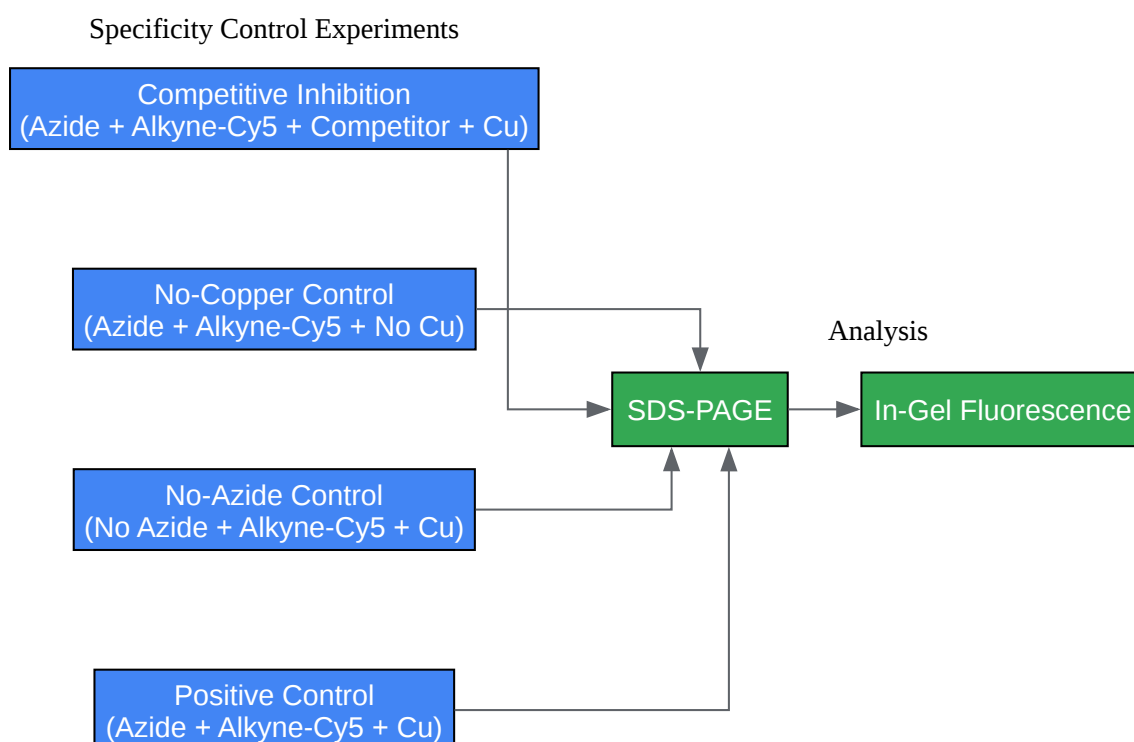 Specificity Control Experiments
Competitive Inhibition
(Azide + Alkyne-Cy5 + Competitor + Cu)
No-Copper Control
(Azide + Alkyne-Cy5 + No Cu)
Analysis
SDS-PAGE
In-Gel Fluorescence
No-Azide Control
(No Azide + Alkyne-Cy5 + Cu)
Positive Control
(Azide + Alkyne-Cy5 + Cu)